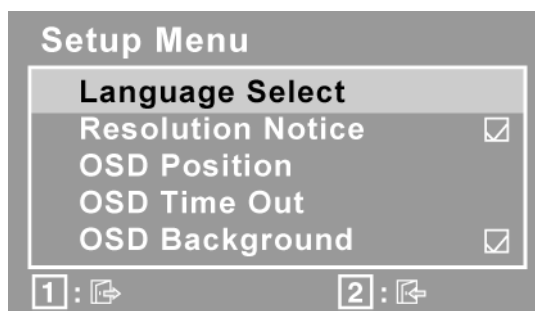 Setup Menu
Language Select
Resolution Notice
OSD Position
OSD Time Out
OSD Background
1 : 2 :